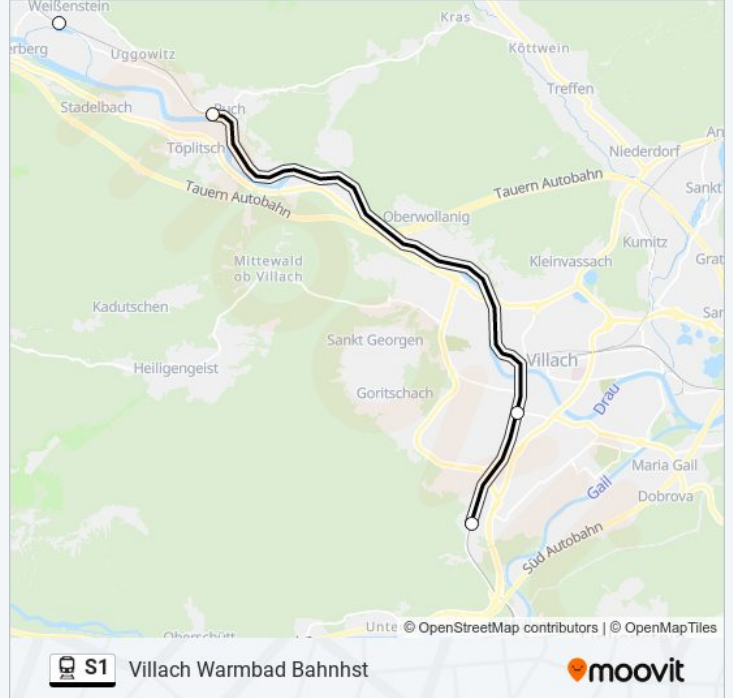 Weißenstein
Kras
erberg
Uggowitz
Köttwein
Treffen
Stadelbach
Puch
Töplitsch
An
Niederdorf
Tauern Autobahn
Tauern Autobahn
Sankt
Oberwollanig
Kumitz
Mittewald
ob Villach
Kleinvassach
Grat
Kadutschen
Sar
Sankt Georgen
Villach
Heiligengeist
Goritschach
Drau
Maria Gail
Gail
Dobrova
Süd Autobahn
Unte
© OpenStreetMap contributors | © OpenMapTiles
Oberschütt
S1 Villach Warmbad Bahnhst
moovit